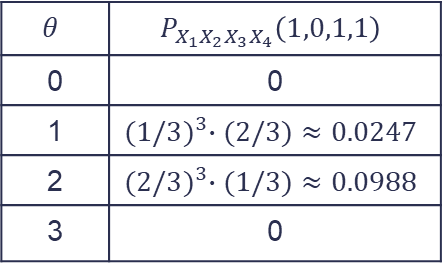 θ P_{X_1X_2X_3X_4}(1,0,1,1)
0 0
1 (1/3)³· (2/3) ≈ 0.0247
2 (2/3)³· (1/3) ≈ 0.0988
3 0